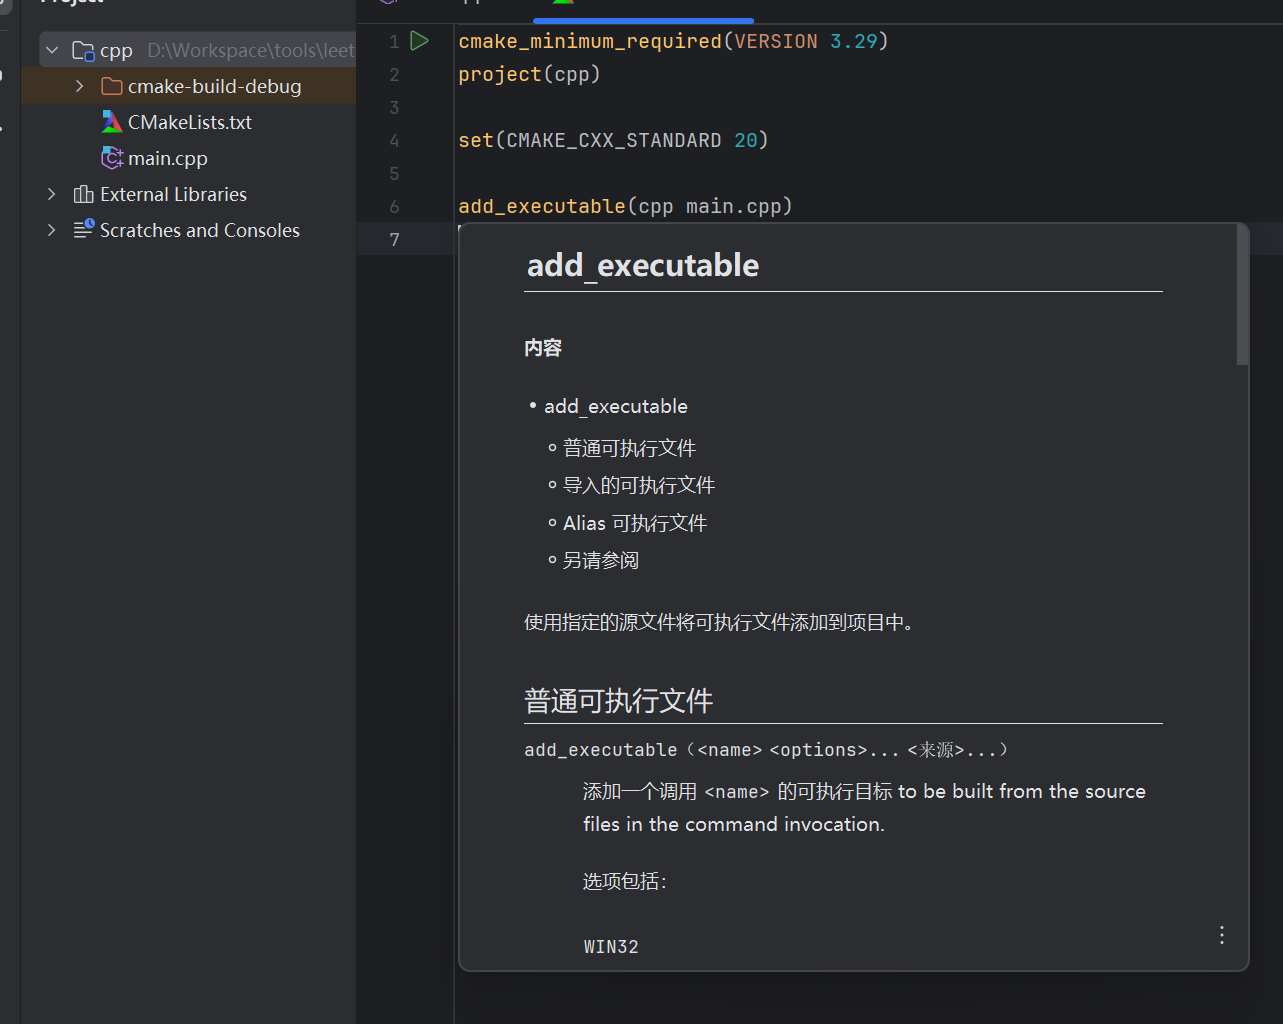 Project
cpp D:\Workspace\tools\leet
cmake-build-debug
CMakeLists.txt
main.cpp
External Libraries
Scratches and Consoles
1 cmake_minimum_required(VERSION 3.29)
2 project(cpp)
3
4 set(CMAKE_CXX_STANDARD 20)
5
6 add_executable(cpp main.cpp)
7
add_executable
内容
• add_executable
◦ 普通可执行文件
◦ 导入的可执行文件
◦ Alias 可执行文件
◦ 另请参阅
使用指定的源文件将可执行文件添加到项目中。
普通可执行文件
add_executable（<name> <options>... <来源>...）
添加一个调用 <name> 的可执行目标 to be built from the source
files in the command invocation.
选项包括：
WIN32